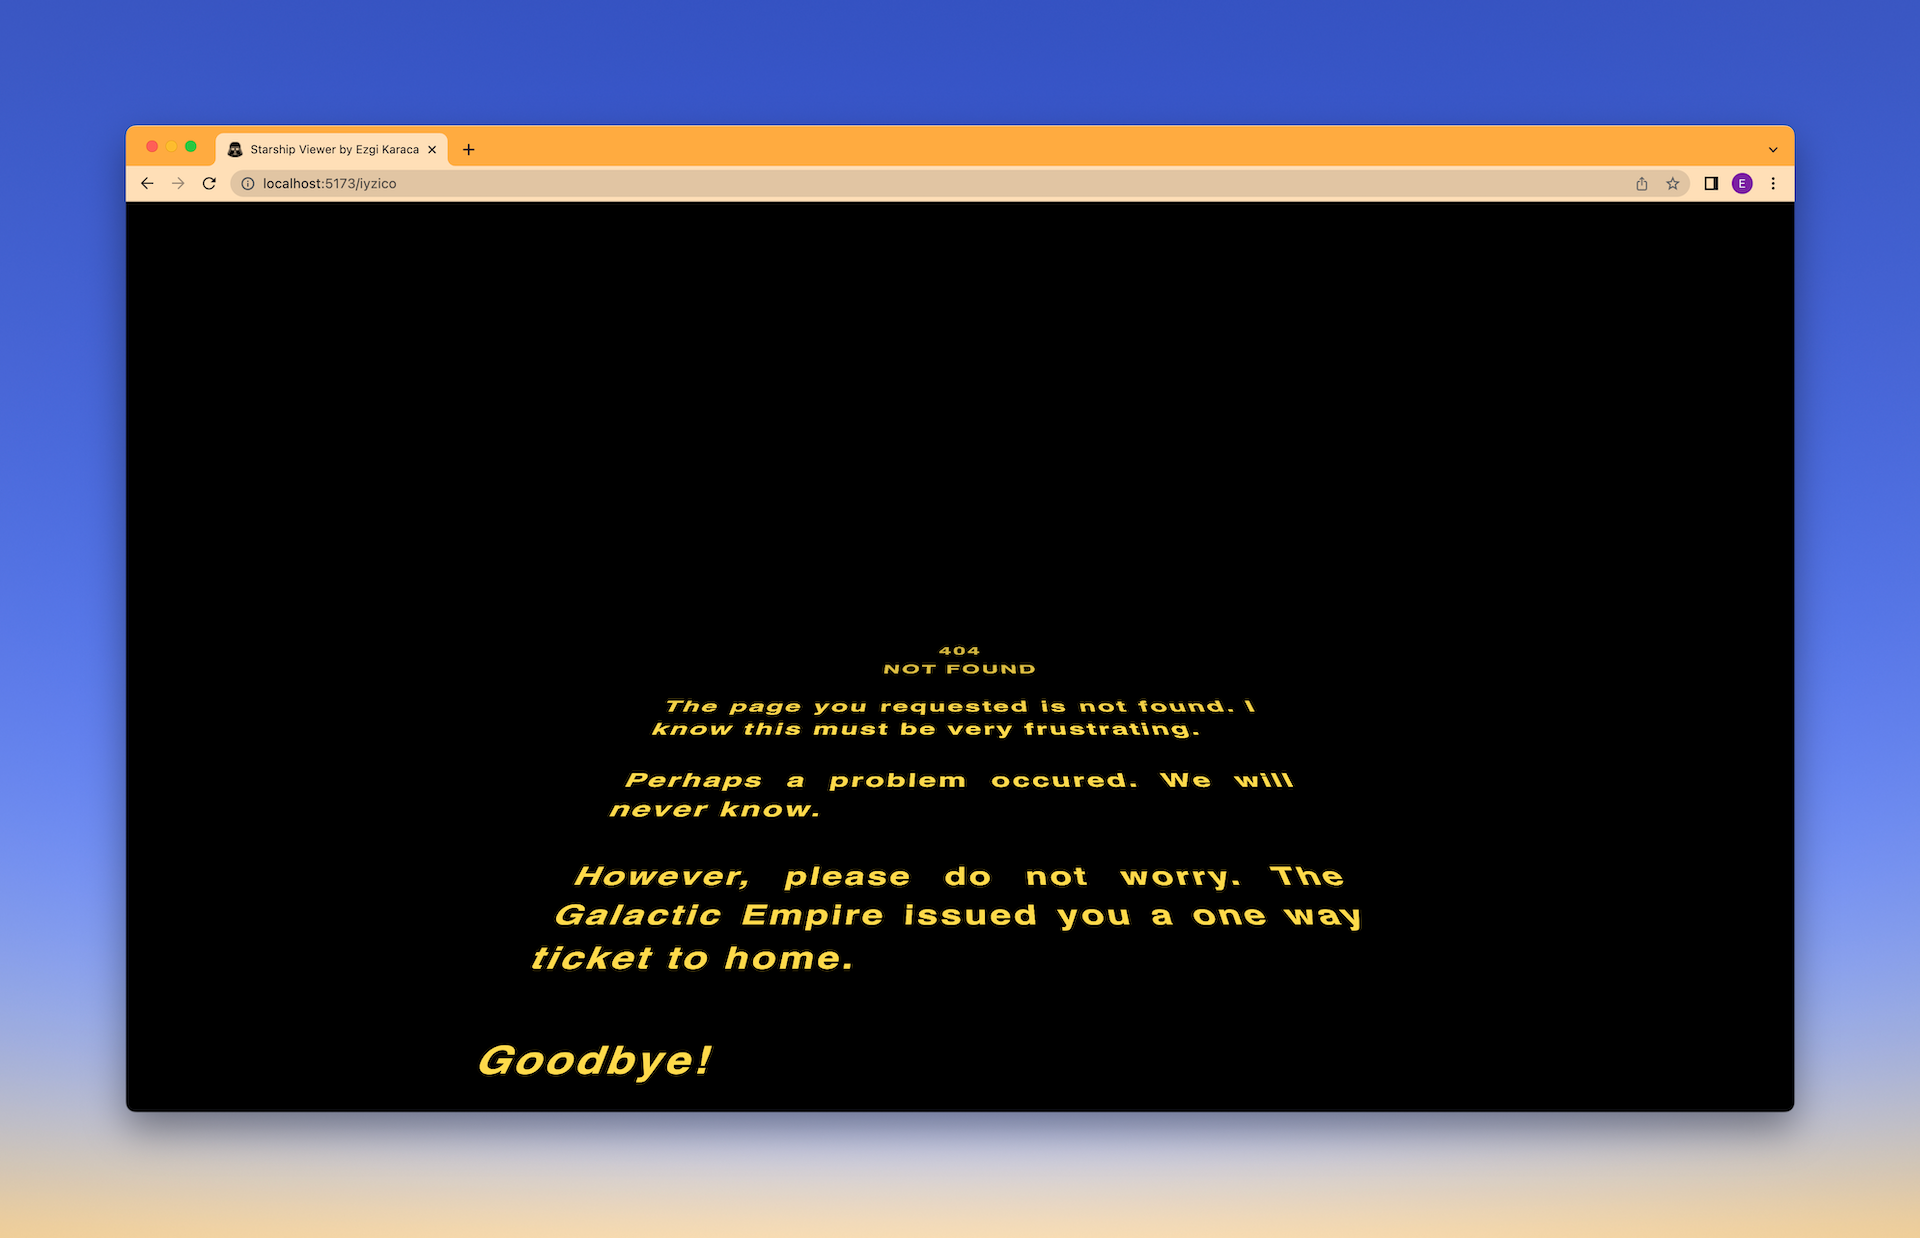 Starship Viewer by Ezgi Karaca
localhost:5173/iyzico
E
404
NOT FOUND
The page you requested is not found. I
know this must be very frustrating.
Perhaps a problem occured. We will
never know.
However, please do not worry. The
Galactic Empire issued you a one way
ticket to home.
Goodbye!